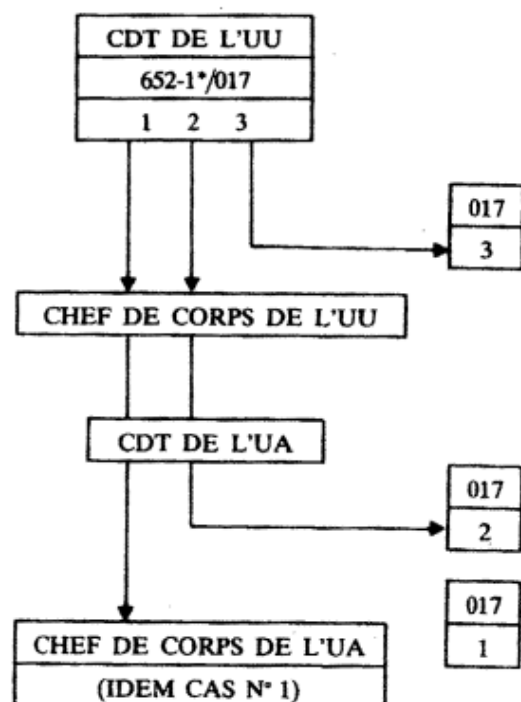 CDT DE L'UU
652-1*/017
1 2 3
017
3
CHEF DE CORPS DE L'UU
CDT DE L'UA
017
2
017
1
CHEF DE CORPS DE L'UA
(IDEM CAS N° 1)